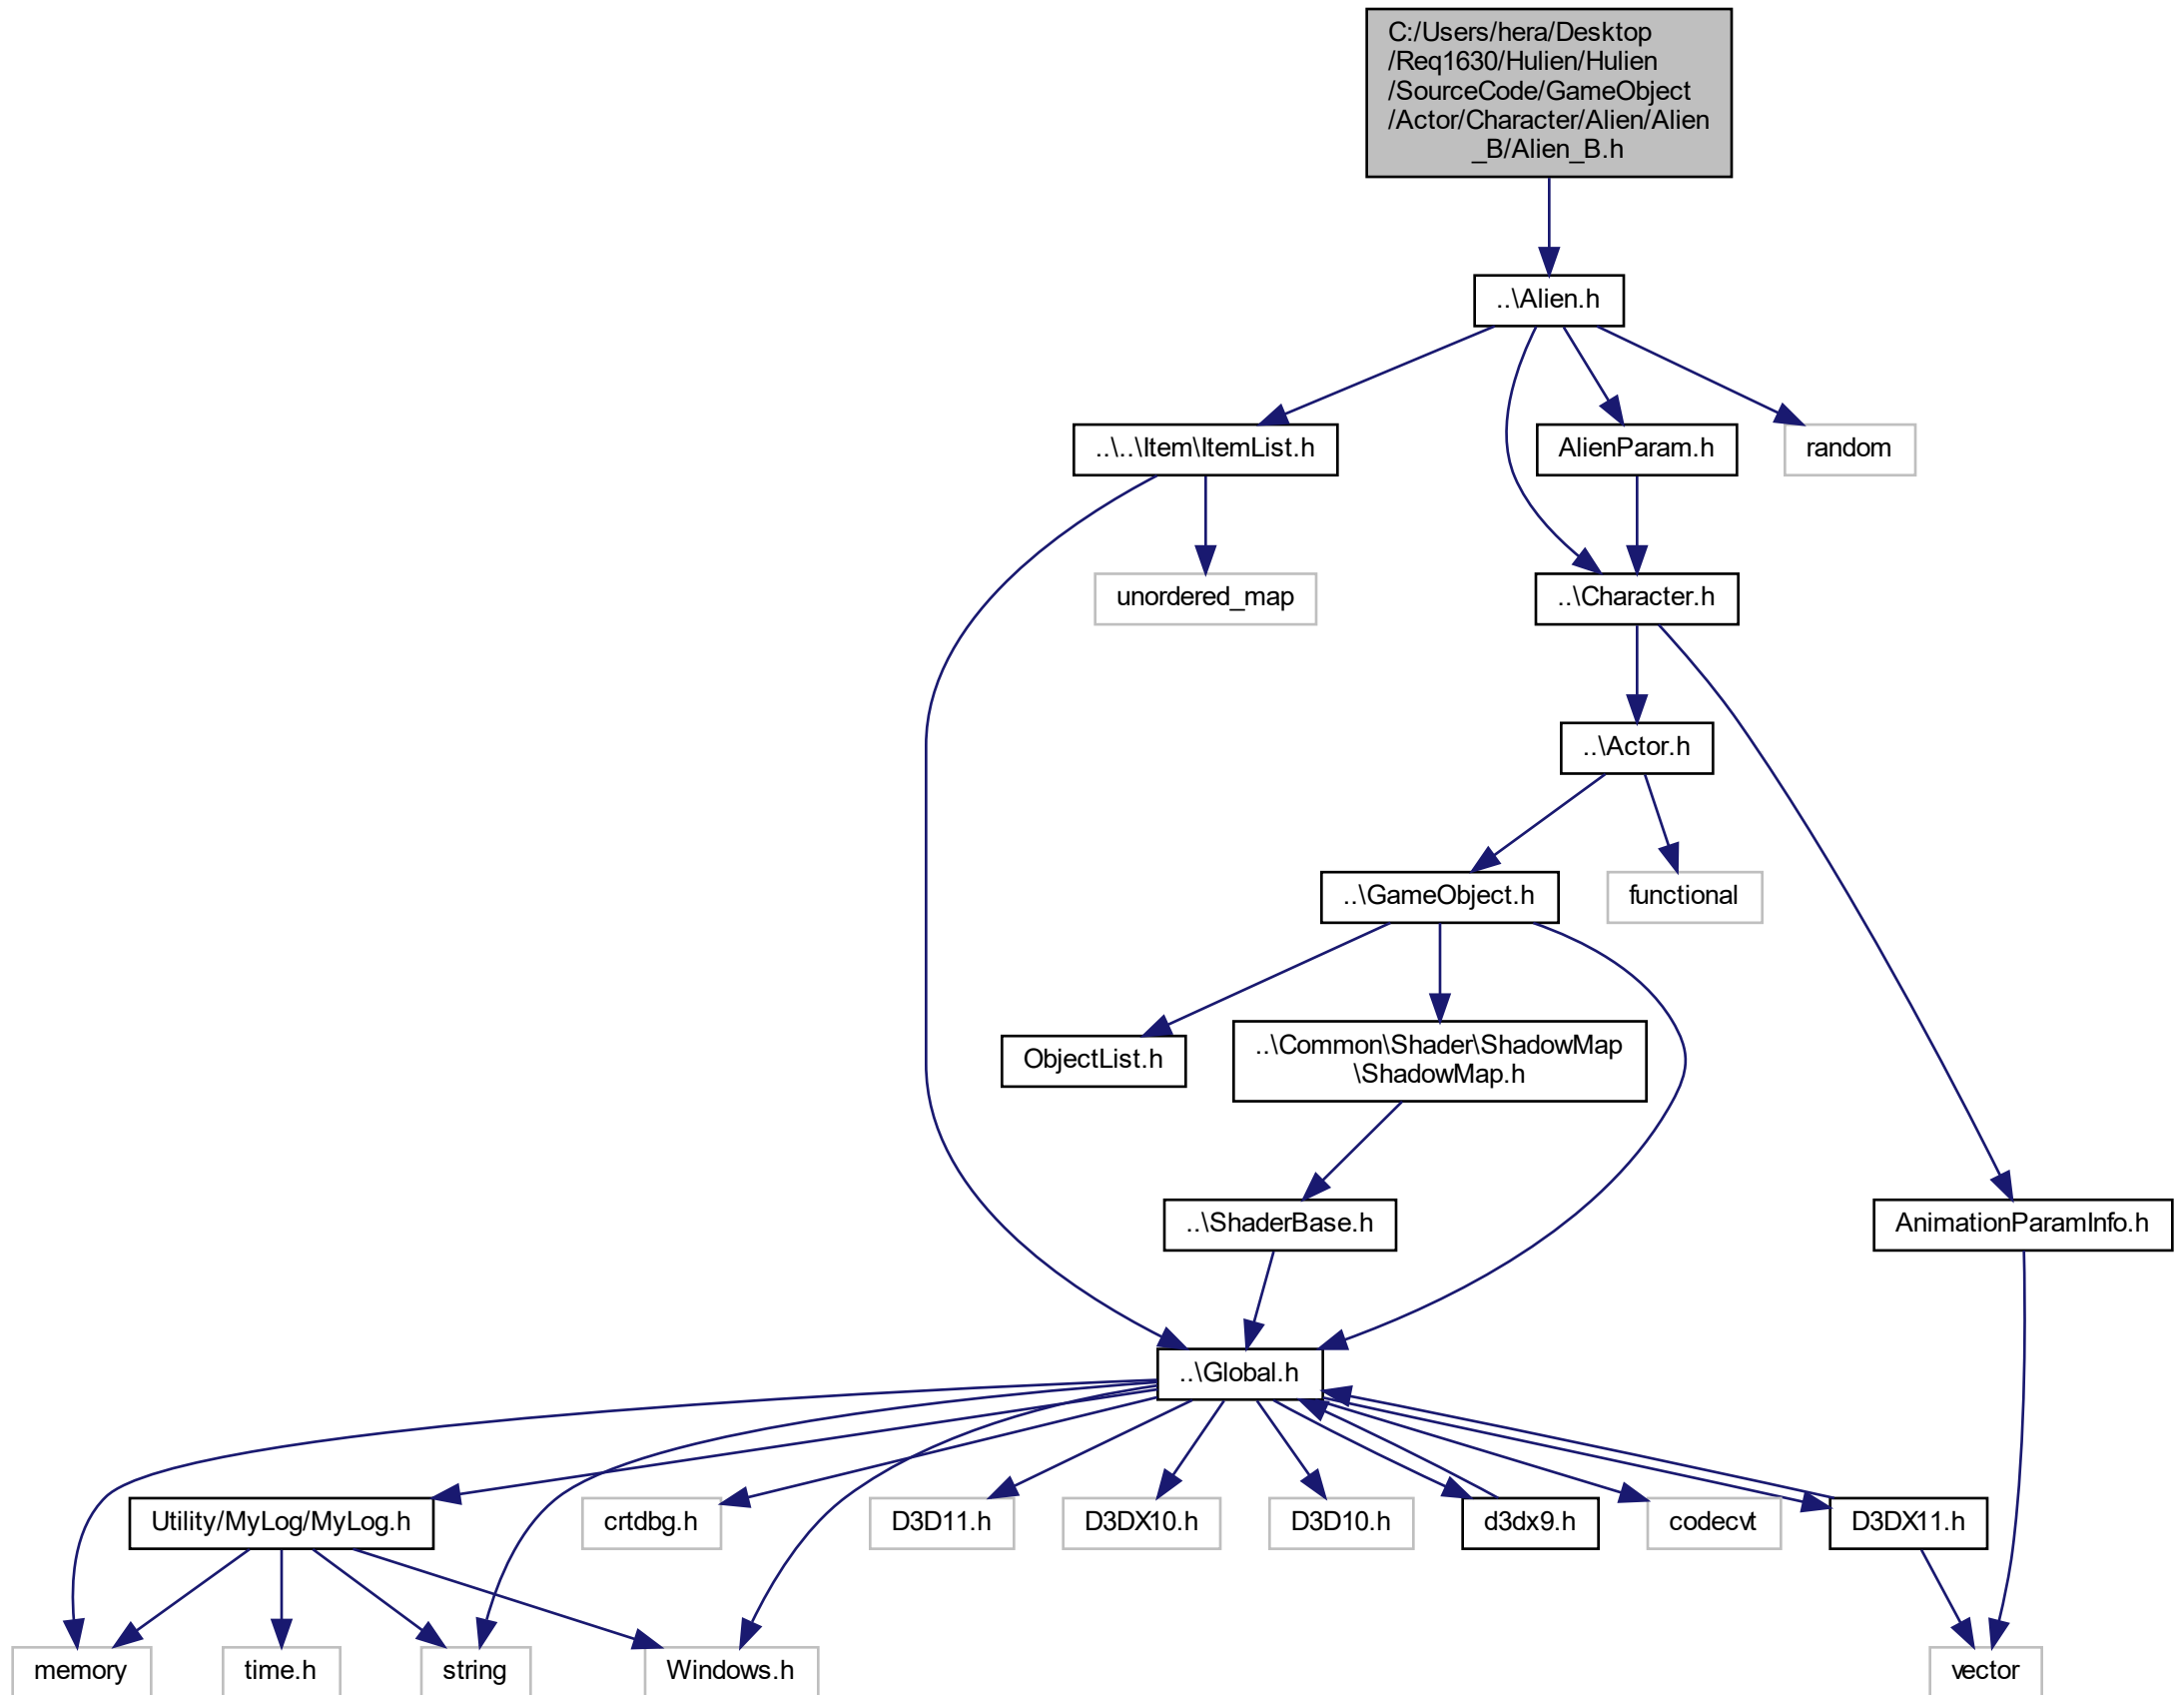 C:/Users/hera/Desktop
/Req1630/Hulien/Hulien
/SourceCode/GameObject
/Actor/Character/Alien/Alien
_B/Alien_B.h
..\Alien.h
..\..\Item\ItemList.h
AlienParam.h
random
unordered_map
..\Character.h
..\Actor.h
..\GameObject.h
functional
ObjectList.h
..\Common\Shader\ShadowMap
\ShadowMap.h
..\ShaderBase.h
AnimationParamInfo.h
..\Global.h
Utility/MyLog/MyLog.h
crtdbg.h
D3D11.h
D3DX10.h
D3D10.h
d3dx9.h
codecvt
D3DX11.h
memory
time.h
string
Windows.h
vector